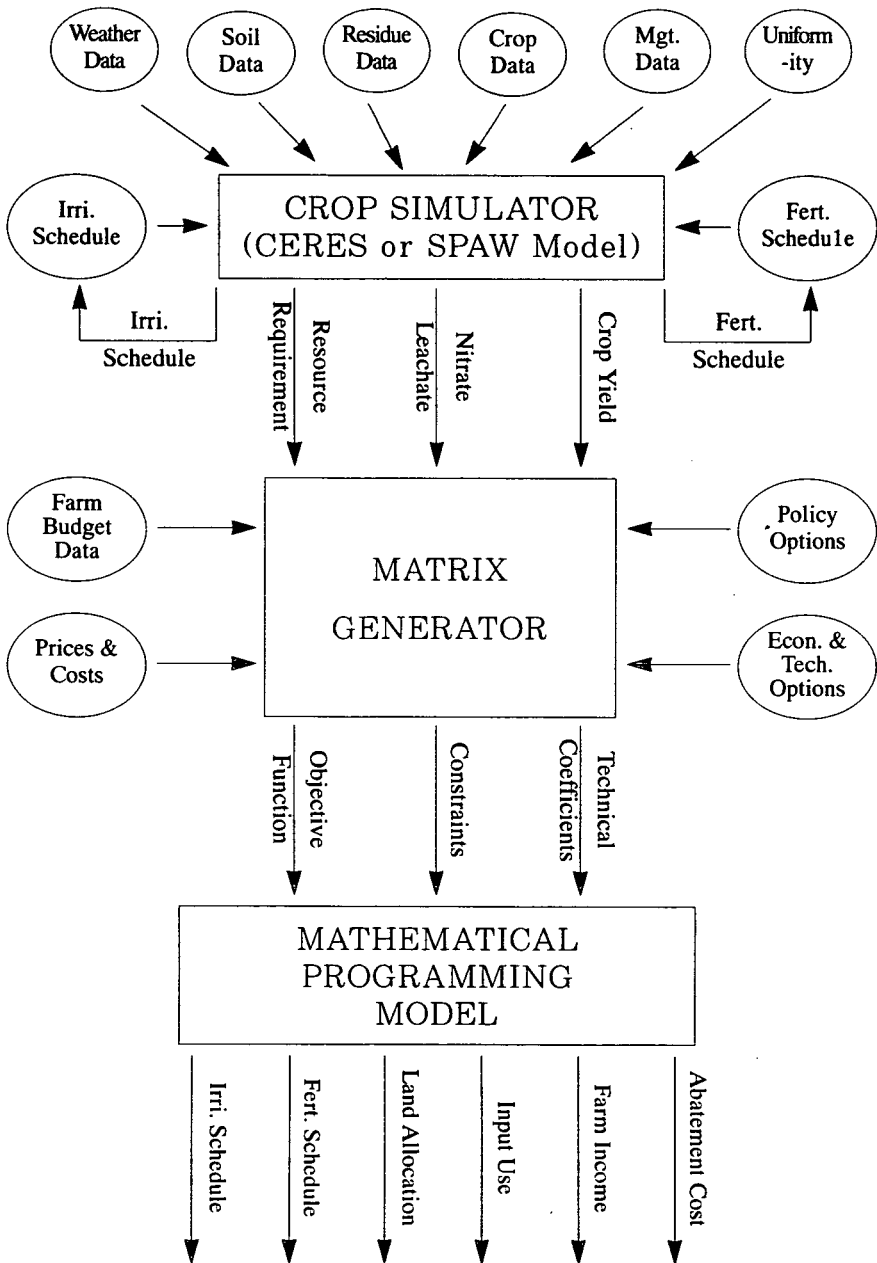 Weather
Data
Soil
Data
Residue
Data
Crop
Data
Mgt.
Data
Uniform
-ity
Irri.
Schedule
CROP SIMULATOR
(CERES or SPAW Model)
Fert.
Schedule
Irri.
Schedule
Resource
Requirement
Nitrate
Leachate
Crop Yield
Fert.
Schedule
Farm
Budget
Data
Prices &
Costs
MATRIX
GENERATOR
Policy
Options
Econ. &
Tech.
Options
Objective
Function
Constraints
Technical
Coefficients
MATHEMATICAL
PROGRAMMING
MODEL
Irri. Schedule
Fert. Schedule
Land Allocation
Input Use
Farm Income
Abatement Cost